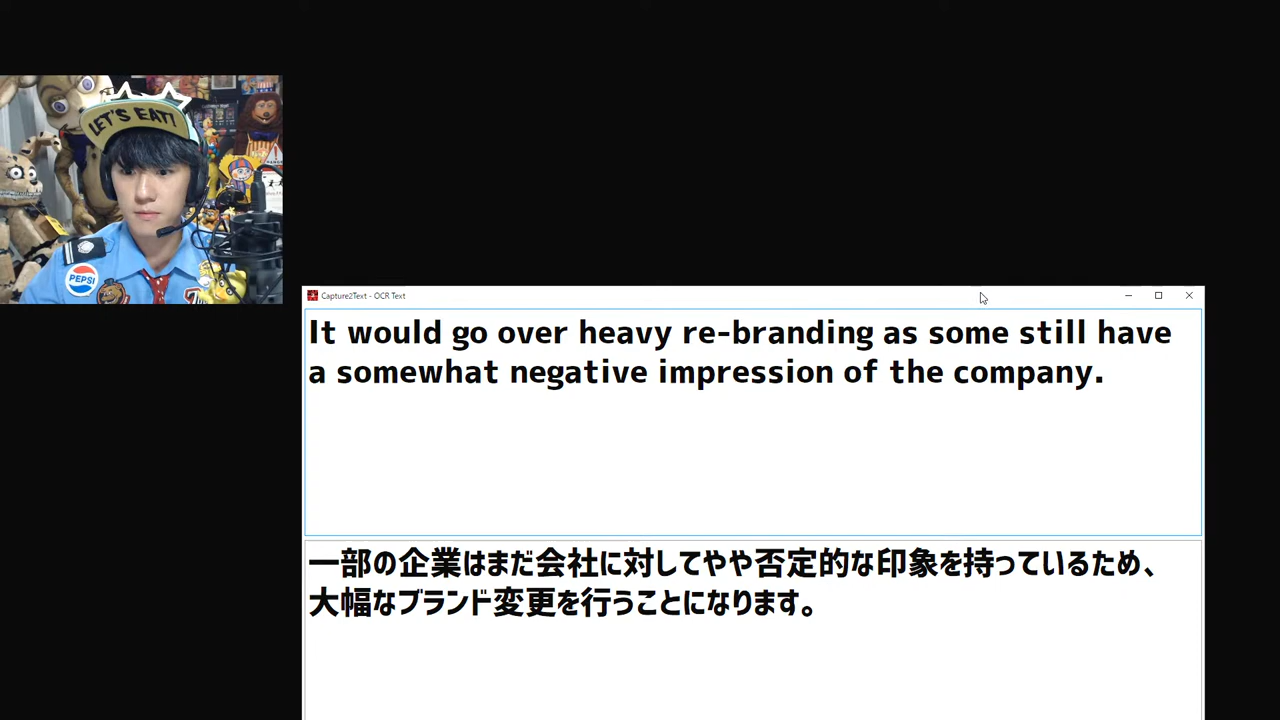 LET'S EAT!
PEPSI
Capture2Text - OCR Text
It would go over heavy re-branding as some still have
a somewhat negative impression of the company.
一部の企業はまだ会社に対してやや否定的な印象を持っているため、
大幅なブランド変更を行うことになります。